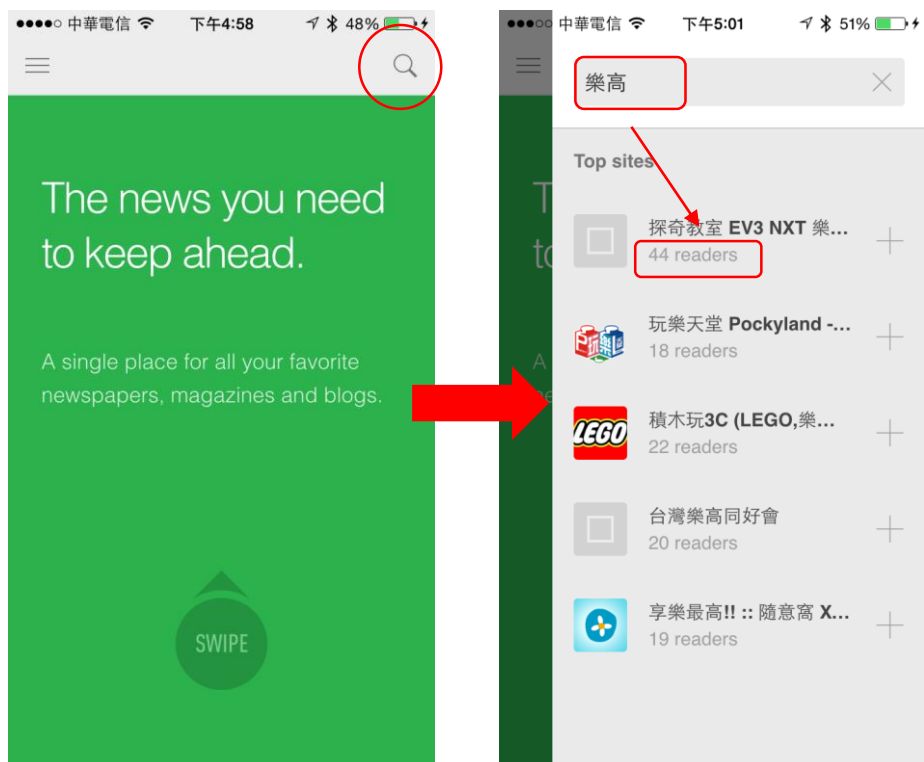 中華電信 下午4:58 48%
The news you need
to keep ahead.
A single place for all your favorite
newspapers, magazines and blogs.
SWIPE
中華電信 下午5:01 51%
樂高
Top sites
探奇教室 EV3 NXT 樂...
44 readers
玩樂天堂 Pockyland -...
18 readers
積木玩3C (LEGO,樂...
LEGO
22 readers
台灣樂高同好會
20 readers
享樂最高!! :: 隨意窩 X...
19 readers